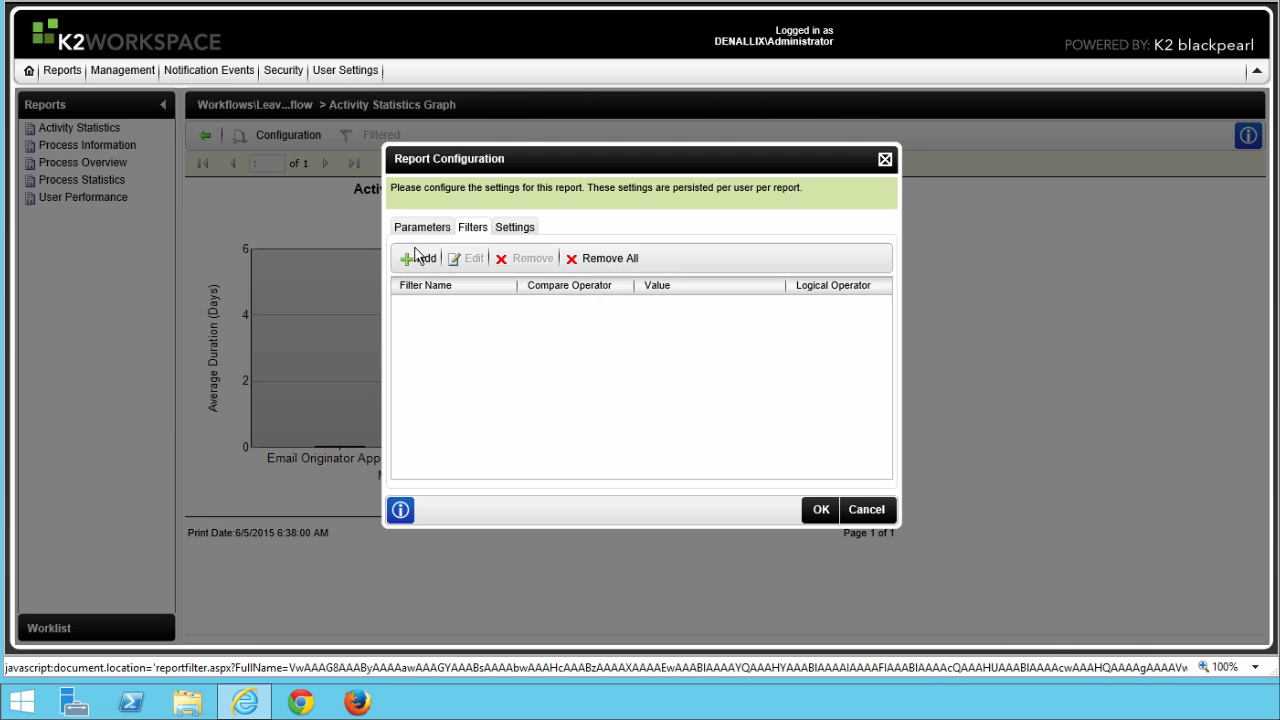 K2WORKSPACE
Logged in as
DENALLIX\Administrator
POWERED BY: K2 blackpearl
Reports Management Notification Events Security User Settings
Reports
Workflows\Leav...flow > Activity Statistics Graph
Activity Statistics
Process Information
Process Overview
Process Statistics
User Performance
Configuration Filtered
1 of 1
Report Configuration
Please configure the settings for this report. These settings are persisted per user per report.
Parameters Filters Settings
Edit Remove Remove All
Filter Name Compare Operator Value Logical Operator
Average Duration (Days)
6
4
2
0
Email Originator App
OK Cancel
Print Date:6/5/2015 6:38:00 AM
Page 1 of 1
Worklist
100%